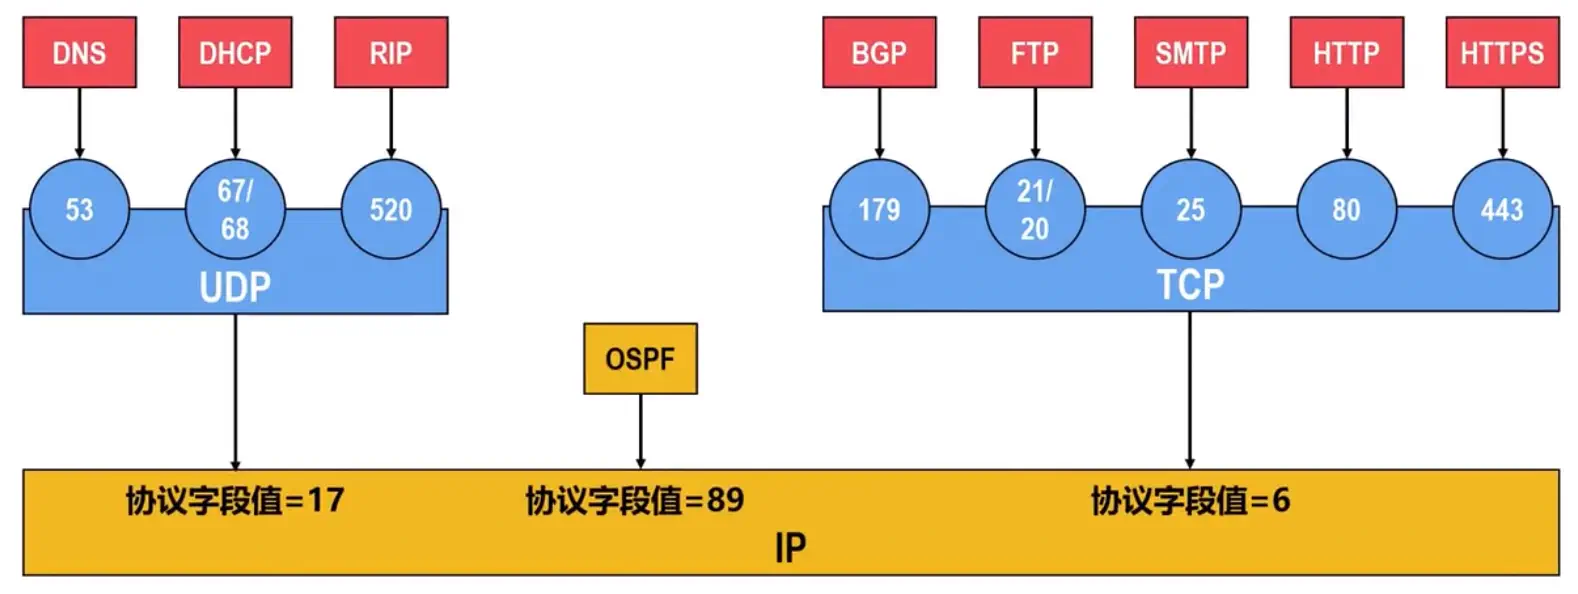 DNS
DHCP
RIP
BGP
FTP
SMTP
HTTP
HTTPS
53
67/
68
520
179
21/
20
25
80
443
UDP
TCP
OSPF
协议字段值=17
协议字段值=89
协议字段值=6
IP